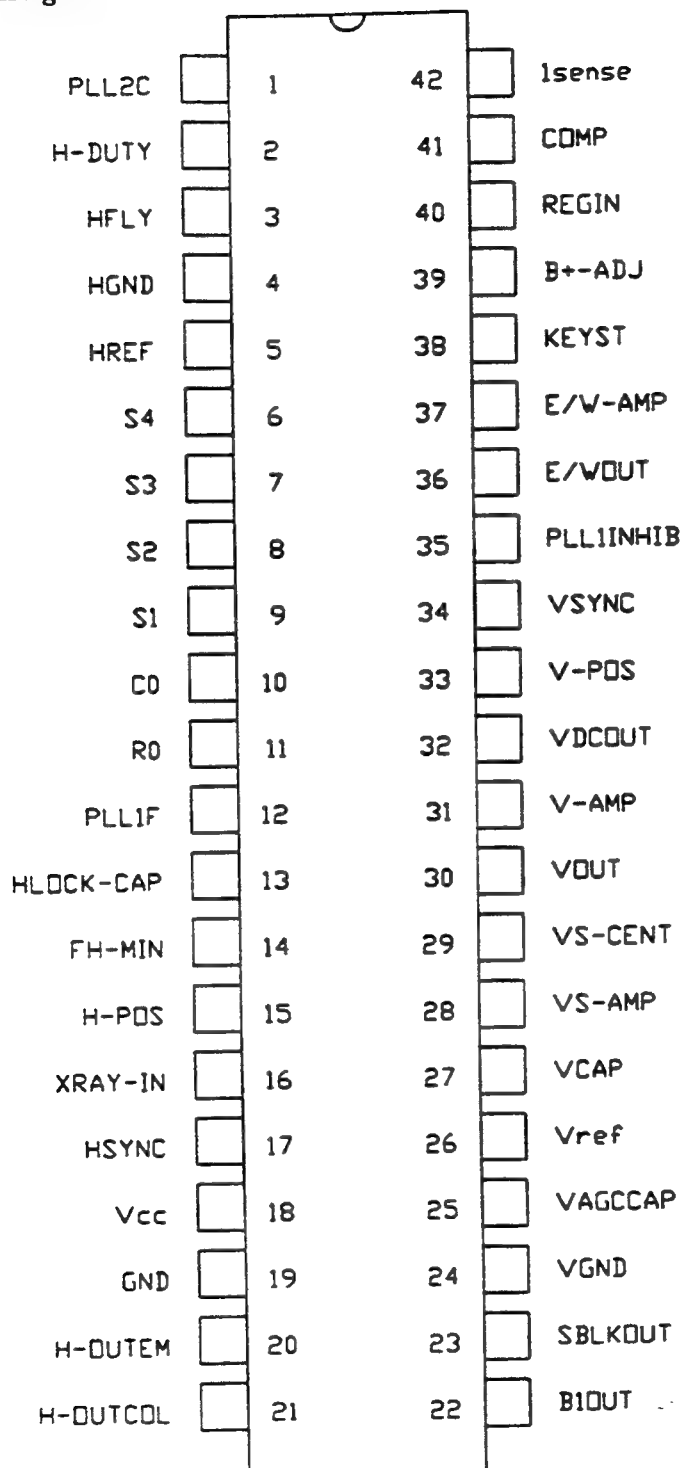 PLL2C 1 42 1sense
H-DUTY 2 41 COMP
HFLY 3 40 REGIN
HGND 4 39 B+-ADJ
HREF 5 38 KEYST
S4 6 37 E/W-AMP
S3 7 36 E/WOUT
S2 8 35 PLL1INHIB
S1 9 34 VSYNC
C0 10 33 V-POS
R0 11 32 VDCOUT
PLL1F 12 31 V-AMP
HLOCK-CAP 13 30 VOUT
FH-MIN 14 29 VS-CENT
H-POS 15 28 VS-AMP
XRAY-IN 16 27 VCAP
HSYNC 17 26 Vref
Vcc 18 25 VAGCCAP
GND 19 24 VGND
H-OUTEM 20 23 SBLKOUT
H-OUTCOL 21 22 B1OUT